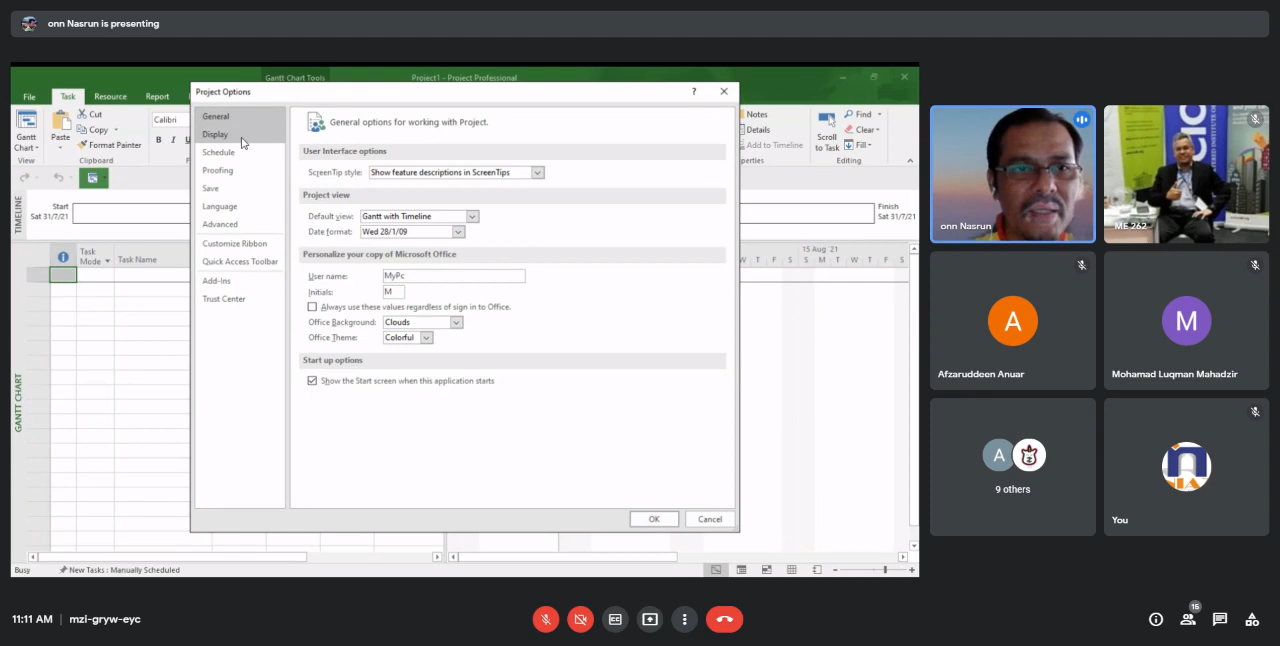 onn Nasrun is presenting
Gantt Chart Tools Project1 - Project Professional
File Task Resource Report
Gantt Chart
View
Paste
Cut
Copy
Format Painter
Clipboard
Calibri
B I U
Notes
Details
Add to Timeline
Scroll to Task
Find
Clear
Fill
Editing
TIMELINE
Start
Sat 31/7/21
Finish
Sat 31/7/21
Task Mode
Task Name
15 Aug '21
W T F S S M T W T F S
GANTT CHART
Project Options
?
General
Display
Schedule
Proofing
Save
Language
Advanced
Customize Ribbon
Quick Access Toolbar
Add-Ins
Trust Center
General options for working with Project.
User Interface options
ScreenTip style: Show feature descriptions in ScreenTips
Project view
Default view: Gantt with Timeline
Date format: Wed 28/1/09
Personalize your copy of Microsoft Office
User name: MyPc
Initials: M
Always use these values regardless of sign in to Office.
Office Background: Clouds
Office Theme: Colorful
Start up options
Show the Start screen when this application starts
OK Cancel
Busy New Tasks : Manually Scheduled
onn Nasrun
ME 262
A
Afzaruddeen Anuar
M
Mohamad Luqman Mahadzir
A
9 others
You
11:11 AM | mzi-gryw-eyc
15